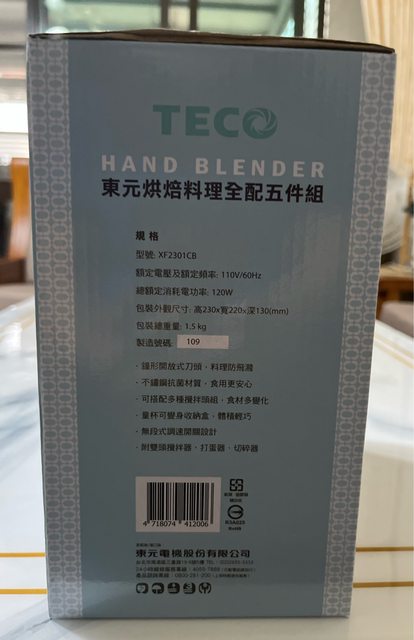 TECO
HAND BLENDER
東元烘焙料理全配五件組
規格
型號: XF2301CB
額定電壓及額定頻率: 110V/60Hz
總額定消耗電功率: 120W
包裝外觀尺寸: 高230x寬220x深130(mm)
包裝總重量: 1.5 kg
製造號碼: 109
· 鐘形開放式刀頭，料理防飛濺
· 不鏽鋼抗菌材質，食用更安心
· 可搭配多種攪拌頭組，食材多變化
· 量杯可變身收納盒，體積輕巧
· 無段式調速開關設計
· 附雙頭攪拌器、打蛋器、切碎器
4 718074 412006
RoHS
東元電機股份有限公司